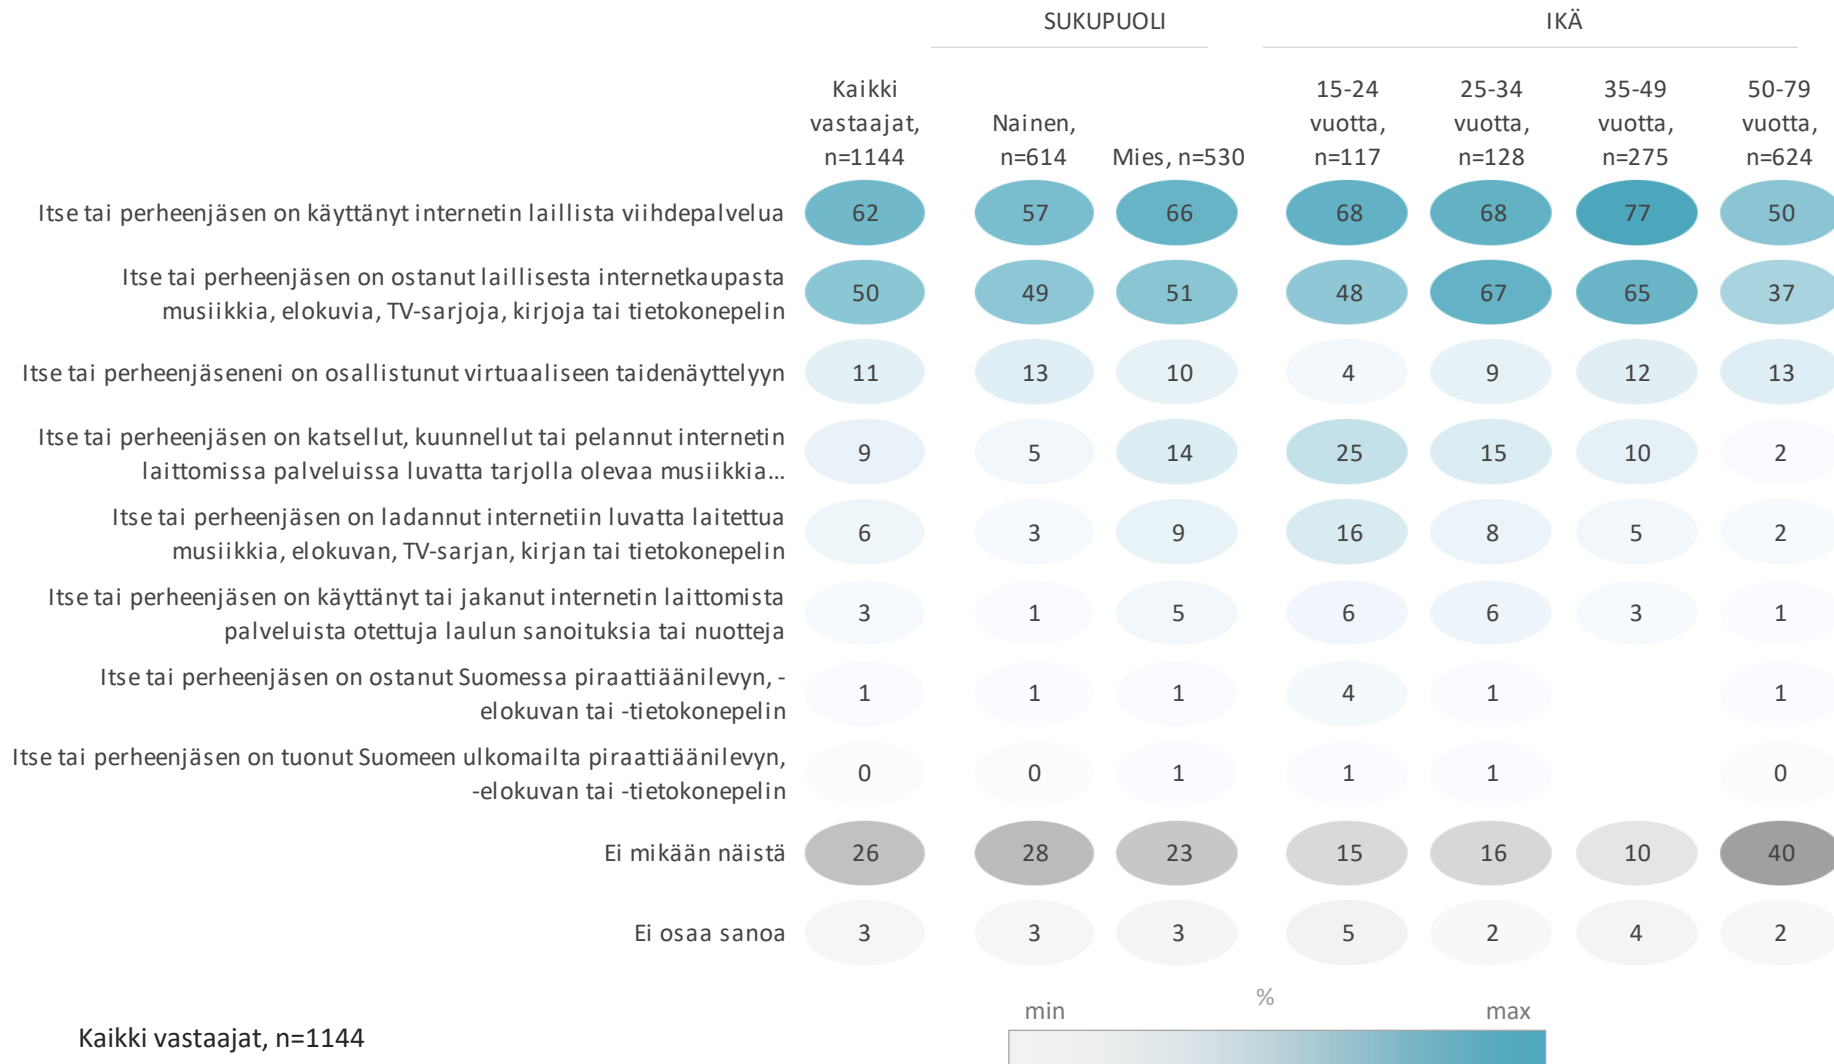 SUKUPUOLI IKÄ
Kaikki vastaajat, n=1144
Nainen, n=614
Mies, n=530
15-24 vuotta, n=117
25-34 vuotta, n=128
35-49 vuotta, n=275
50-79 vuotta, n=624
Itse tai perheenjäsen on käyttänyt internetin laillista viihdepalvelua 62 57 66 68 68 77 50
Itse tai perheenjäsen on ostanut laillisesta internetkaupasta
musiikkia, elokuvia, TV-sarjoja, kirjoja tai tietokonepelin 50 49 51 48 67 65 37
Itse tai perheenjäseneni on osallistunut virtuaaliseen taidenäyttelyyn 11 13 10 4 9 12 13
Itse tai perheenjäsen on katsellut, kuunnellut tai pelannut internetin
laittomissa palveluissa luvatta tarjolla olevaa musiikkia… 9 5 14 25 15 10 2
Itse tai perheenjäsen on ladannut internetiin luvatta laitettua
musiikkia, elokuvan, TV-sarjan, kirjan tai tietokonepelin 6 3 9 16 8 5 2
Itse tai perheenjäsen on käyttänyt tai jakanut internetin laittomista
palveluista otettuja laulun sanoituksia tai nuotteja 3 1 5 6 6 3 1
Itse tai perheenjäsen on ostanut Suomessa piraattiäänilevyn, -
elokuvan tai -tietokonepelin 1 1 1 4 1 1
Itse tai perheenjäsen on tuonut Suomeen ulkomailta piraattiäänilevyn,
-elokuvan tai -tietokonepelin 0 0 1 1 1 0
Ei mikään näistä 26 28 23 15 16 10 40
Ei osaa sanoa 3 3 3 5 2 4 2
min % max
Kaikki vastaajat, n=1144